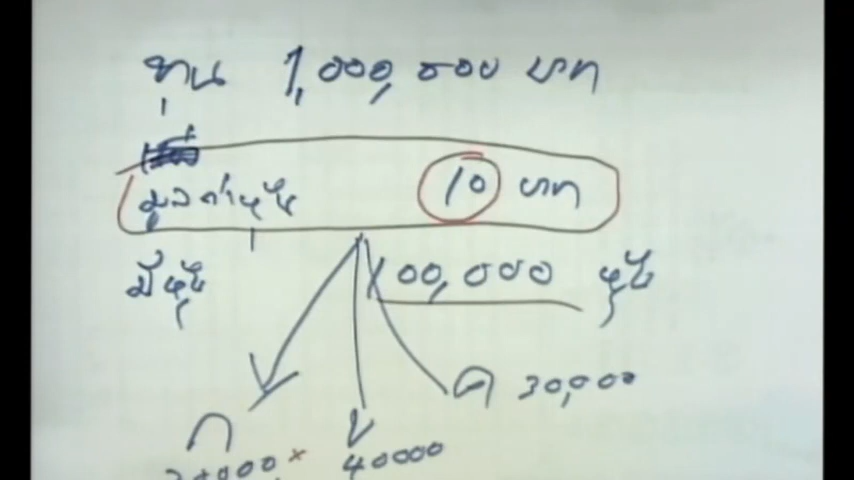 ทุน 1,000,000 บาท
มูลค่าหุ้น 10 บาท
มีหุ้น 100,000 หุ้น
ค 30,000
ก ข
40000